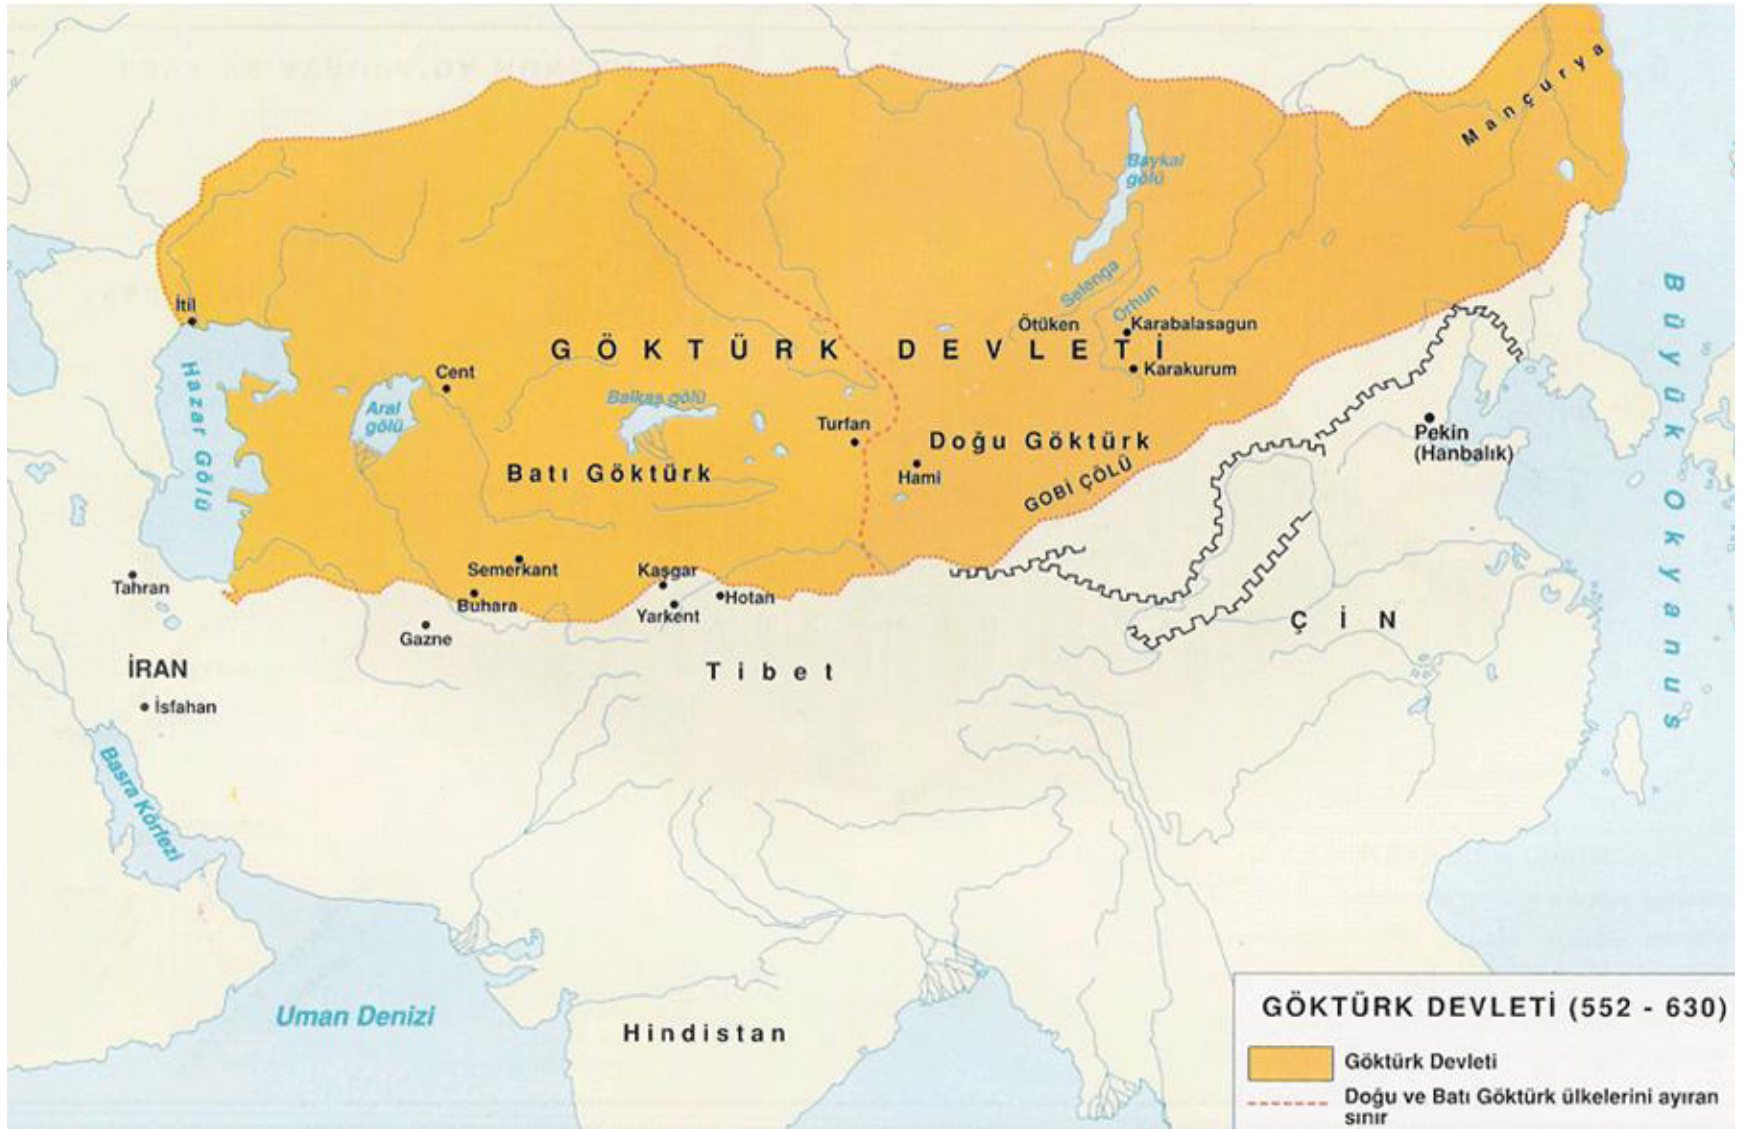 Mançurya
Baykal
gölü
Selenga
Orhun
İtil
Ötüken
Karabalasagun
GÖKTÜRK DEVLETİ
Karakurum
Hazar Gölü
Cent
Aral
gölü
Balkaş gölü
Turfan
Doğu Göktürk
Hami
GOBİ ÇÖLÜ
Batı Göktürk
Pekin
(Hanbalık)
Büyük Okyanus
Semerkant
Buhara
Kaşgar
Yarkent
Hotan
Tahran
Gazne
ÇİN
İRAN
Tibet
İsfahan
Basra Körfezi
Uman Denizi
Hindistan
GÖKTÜRK DEVLETİ (552 - 630)
Göktürk Devleti
Doğu ve Batı Göktürk ülkelerini ayıran
sınır